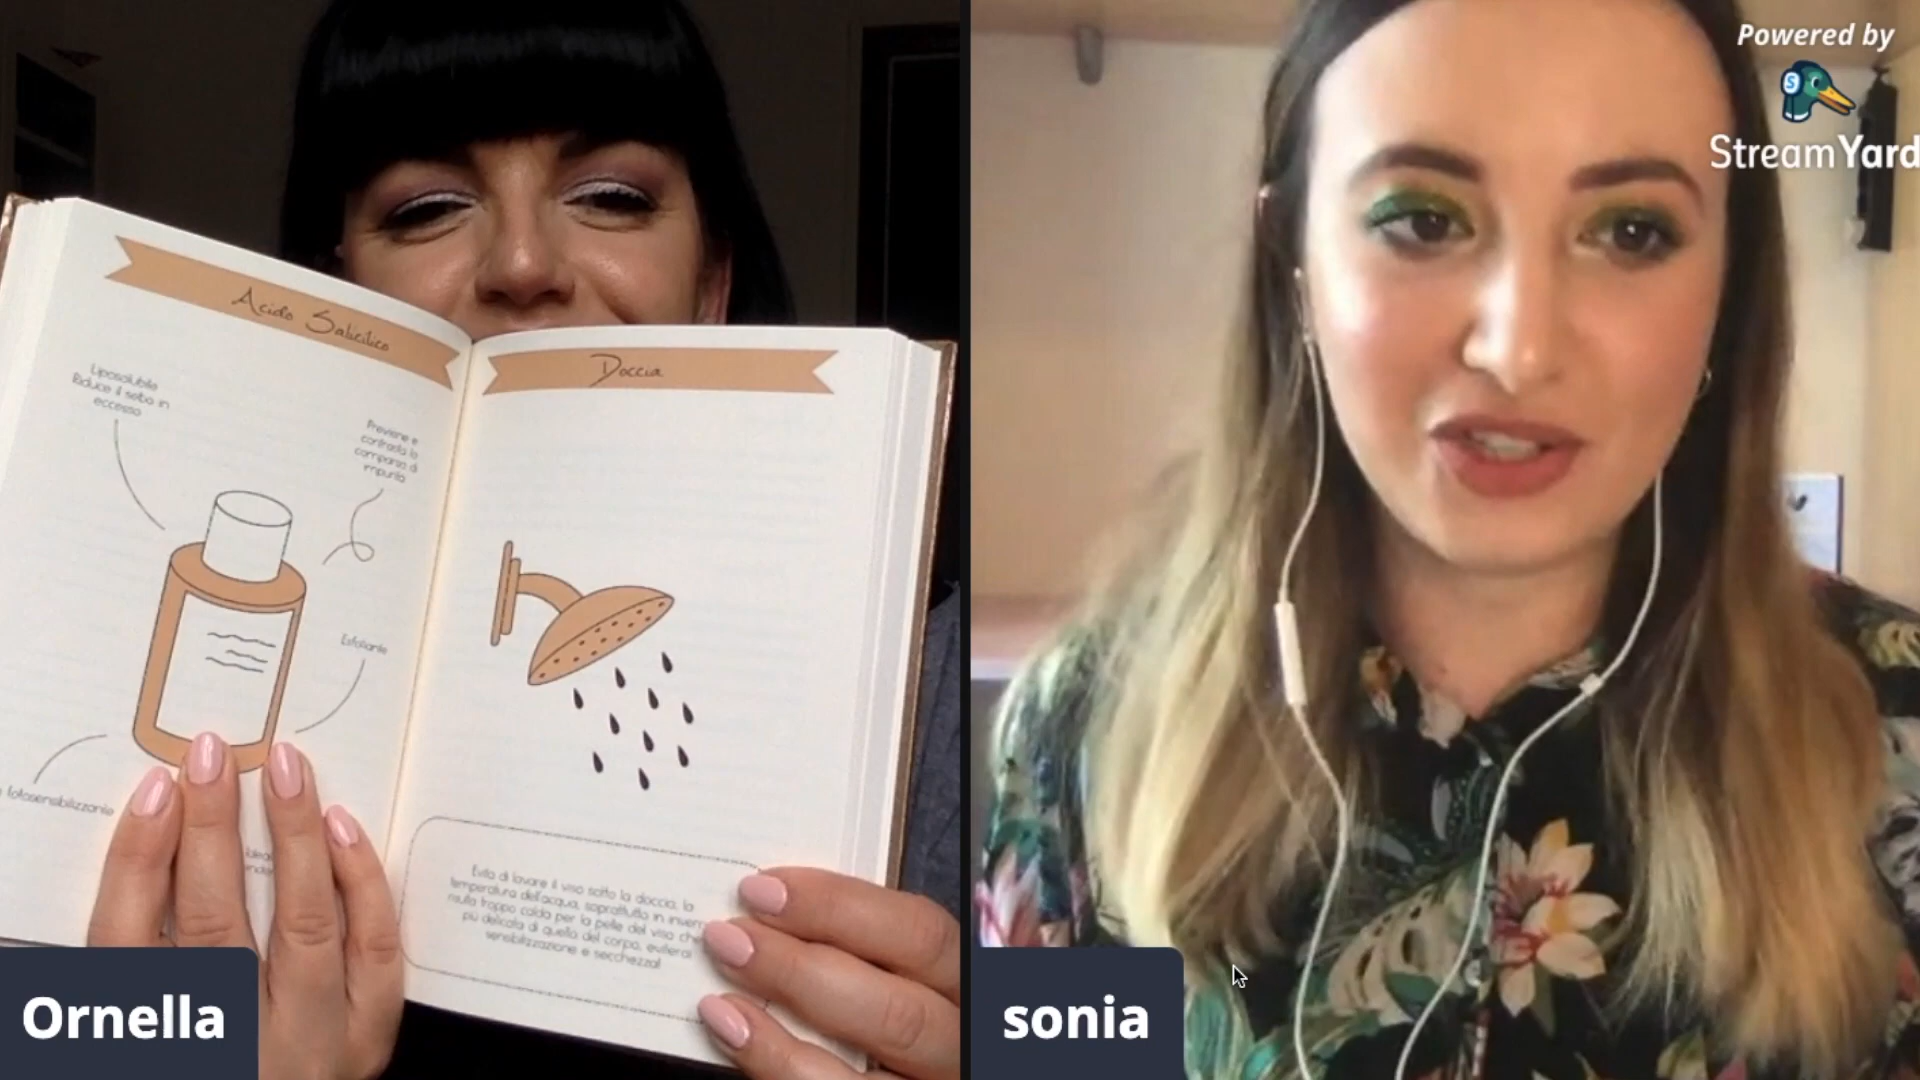 Powered by
StreamYard
Acido Salicilico
Liposolubile
Riduce il sebo in
eccesso
Previene e
contrasta la
comparsa di
impurità
Esfoliante
fotosensibilizzante
Doccia
Evita di lavare il viso sotto la doccia, la
temperatura dell'acqua, soprattutto in inverno
risulta troppo calda per la pelle del viso che
più delicata di quella del corpo, eviterai
sensibilizzazione e secchezza!
Ornella
sonia